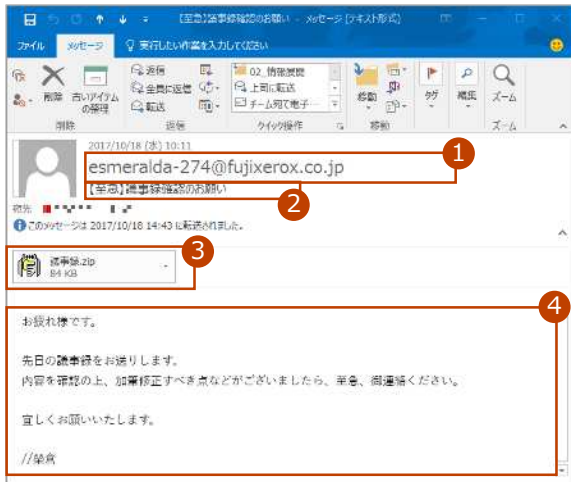 【至急】議事録確認のお願い - メッセージ (テキスト形式)
ファイル メッセージ 実行したい作業を入力してください
削除 古いアイテムの整理
返信
全員に返信
転送
02_情報展開
上司に転送
チーム宛て電子…
移動 タグ 編集 ズーム
削除 返信 クイック操作 移動 ズーム
2017/10/18 (水) 10:11
esmeralda-274@fujixerox.co.jp
1
【至急】議事録確認のお願い
2
宛先
このメッセージは 2017/10/18 14:43 に転送されました。
3
議事録.zip
84 KB
4
お疲れ様です。
先日の議事録をお送りします。
内容を確認の上、加筆修正すべき点などがございましたら、至急、御連絡ください。
宜しくお願いいたします。
//柴倉